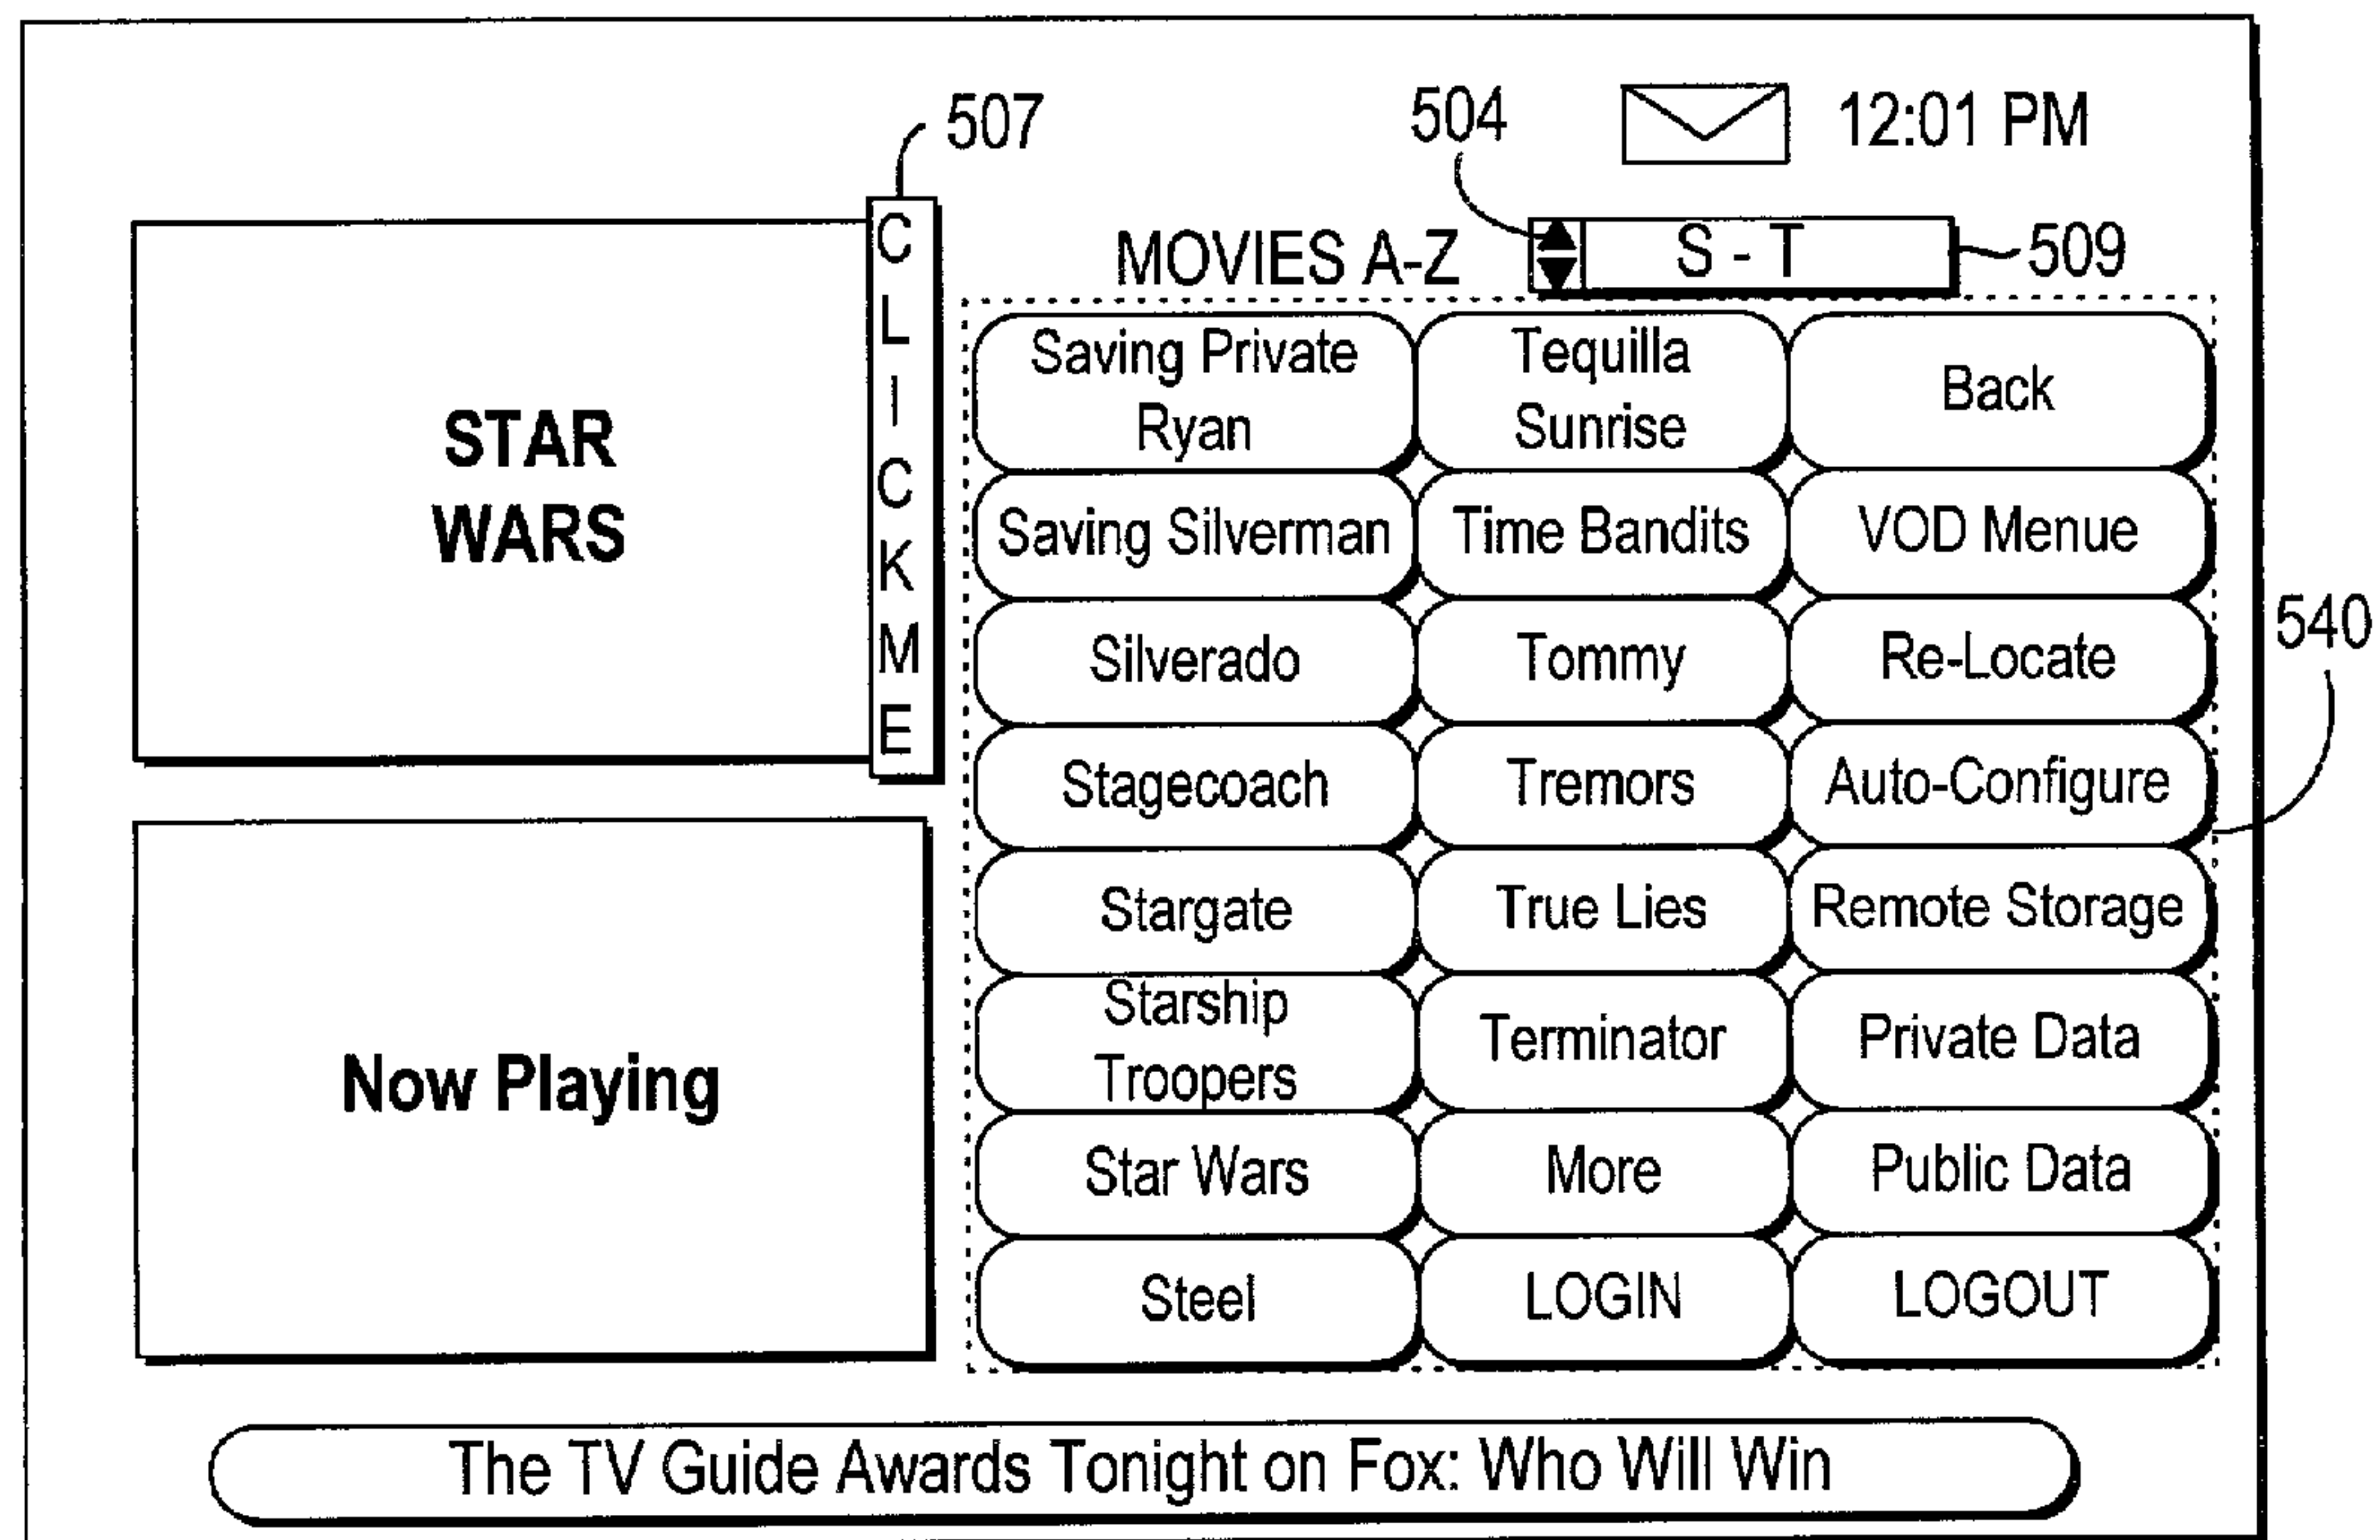 507
504
12:01 PM
MOVIES A-Z
S - T
509
STAR
WARS
C
L
I
C
K
M
E
Now Playing
Saving Private
Ryan
Tequilla
Sunrise
Back
Saving Silverman
Time Bandits
VOD Menue
Silverado
Tommy
Re-Locate
540
Stagecoach
Tremors
Auto-Configure
Stargate
True Lies
Remote Storage
Starship
Troopers
Terminator
Private Data
Star Wars
More
Public Data
Steel
LOGIN
LOGOUT
The TV Guide Awards Tonight on Fox: Who Will Win